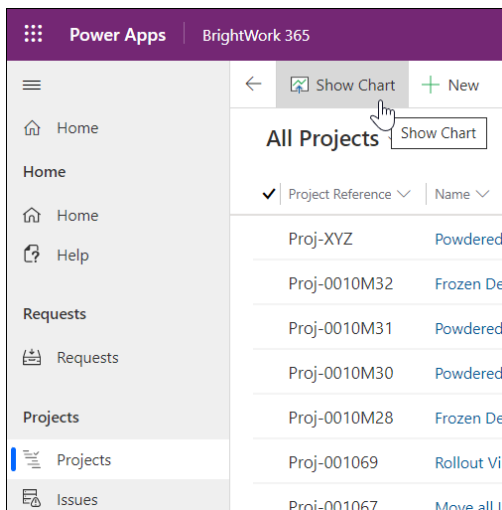 Power Apps BrightWork 365
Show Chart New
Home
All Projects Show Chart
Home
Project Reference Name
Home
Proj-XYZ Powdered
Help
Proj-0010M32 Frozen De
Requests
Proj-0010M31 Powdered
Requests
Proj-0010M30 Powdered
Projects
Proj-0010M28 Frozen De
Projects
Proj-001069 Rollout Vi
Issues
Proj-001067 Move all